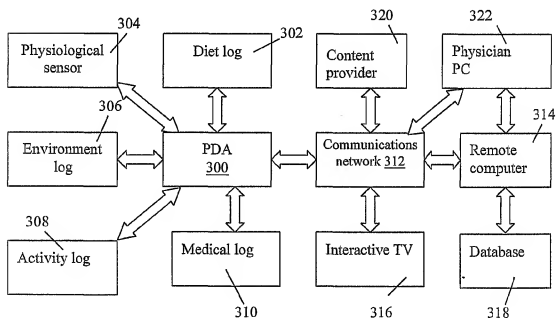 304
302
320
322
Physiological
sensor
Diet log
Content
provider
Physician
PC
306
314
Environment
log
PDA
300
Communications
network 312
Remote
computer
308
Activity log
Medical log
Interactive TV
Database
310
316
318